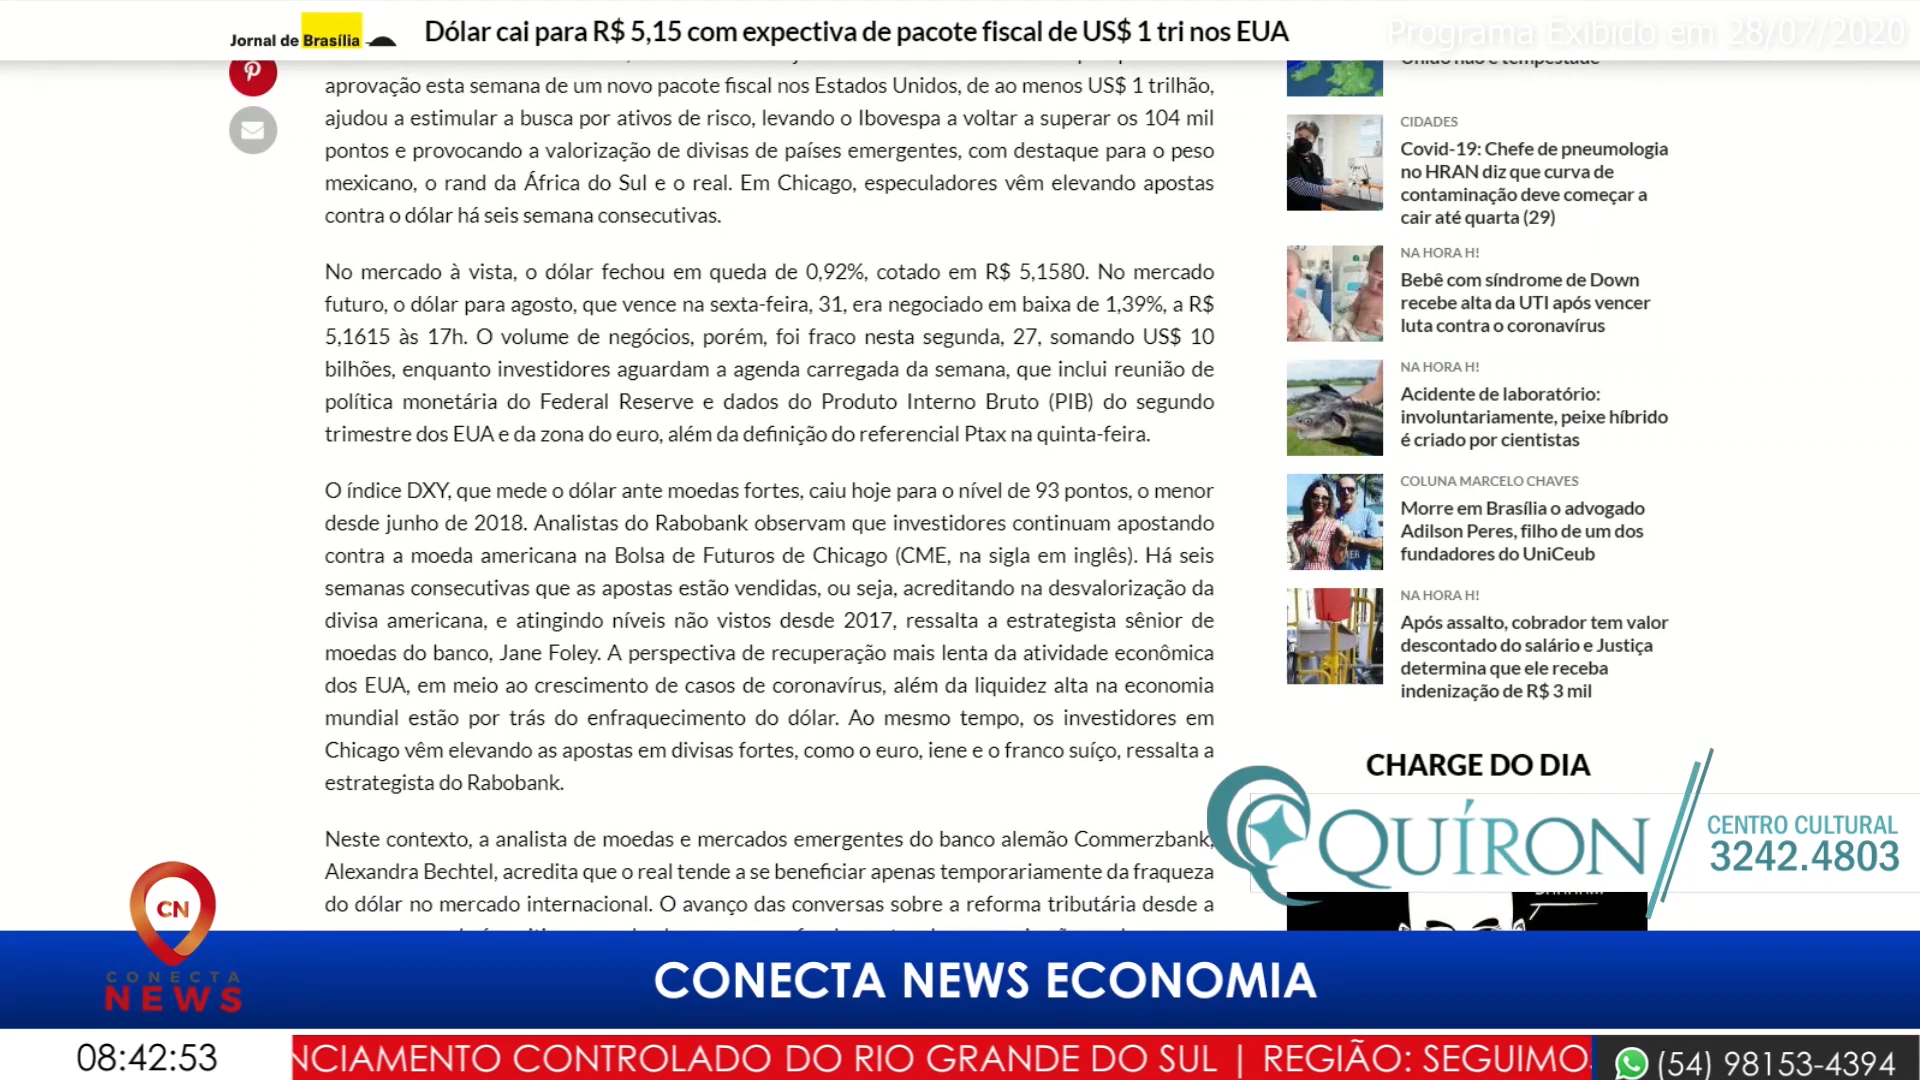 Jornal de Brasília
Dólar cai para R$ 5,15 com expectiva de pacote fiscal de US$ 1 tri nos EUA
Programa Exibido em 28/07/2020
aprovação esta semana de um novo pacote fiscal nos Estados Unidos, de ao menos US$ 1 trilhão,
ajudou a estimular a busca por ativos de risco, levando o Ibovespa a voltar a superar os 104 mil
pontos e provocando a valorização de divisas de países emergentes, com destaque para o peso
mexicano, o rand da África do Sul e o real. Em Chicago, especuladores vêm elevando apostas
contra o dólar há seis semana consecutivas.
No mercado à vista, o dólar fechou em queda de 0,92%, cotado em R$ 5,1580. No mercado
futuro, o dólar para agosto, que vence na sexta-feira, 31, era negociado em baixa de 1,39%, a R$
5,1615 às 17h. O volume de negócios, porém, foi fraco nesta segunda, 27, somando US$ 10
bilhões, enquanto investidores aguardam a agenda carregada da semana, que inclui reunião de
política monetária do Federal Reserve e dados do Produto Interno Bruto (PIB) do segundo
trimestre dos EUA e da zona do euro, além da definição do referencial Ptax na quinta-feira.
O índice DXY, que mede o dólar ante moedas fortes, caiu hoje para o nível de 93 pontos, o menor
desde junho de 2018. Analistas do Rabobank observam que investidores continuam apostando
contra a moeda americana na Bolsa de Futuros de Chicago (CME, na sigla em inglês). Há seis
semanas consecutivas que as apostas estão vendidas, ou seja, acreditando na desvalorização da
divisa americana, e atingindo níveis não vistos desde 2017, ressalta a estrategista sênior de
moedas do banco, Jane Foley. A perspectiva de recuperação mais lenta da atividade econômica
dos EUA, em meio ao crescimento de casos de coronavírus, além da liquidez alta na economia
mundial estão por trás do enfraquecimento do dólar. Ao mesmo tempo, os investidores em
Chicago vêm elevando as apostas em divisas fortes, como o euro, iene e o franco suíço, ressalta a
estrategista do Rabobank.
Neste contexto, a analista de moedas e mercados emergentes do banco alemão Commerzbank,
Alexandra Bechtel, acredita que o real tende a se beneficiar apenas temporariamente da fraqueza
do dólar no mercado internacional. O avanço das conversas sobre a reforma tributária desde a
União não é tempestade
CIDADES
Covid-19: Chefe de pneumologia
no HRAN diz que curva de
contaminação deve começar a
cair até quarta (29)
NA HORA H!
Bebê com síndrome de Down
recebe alta da UTI após vencer
luta contra o coronavírus
NA HORA H!
Acidente de laboratório:
involuntariamente, peixe híbrido
é criado por cientistas
COLUNA MARCELO CHAVES
Morre em Brasília o advogado
Adilson Peres, filho de um dos
fundadores do UniCeub
NA HORA H!
Após assalto, cobrador tem valor
descontado do salário e Justiça
determina que ele receba
indenização de R$ 3 mil
CHARGE DO DIA
QUÍRON
CENTRO CULTURAL
3242.4803
CN
CONECTA
NEWS
CONECTA NEWS ECONOMIA
08:42:53
NCIAMENTO CONTROLADO DO RIO GRANDE DO SUL | REGIÃO: SEGUIMO
(54) 98153-4394